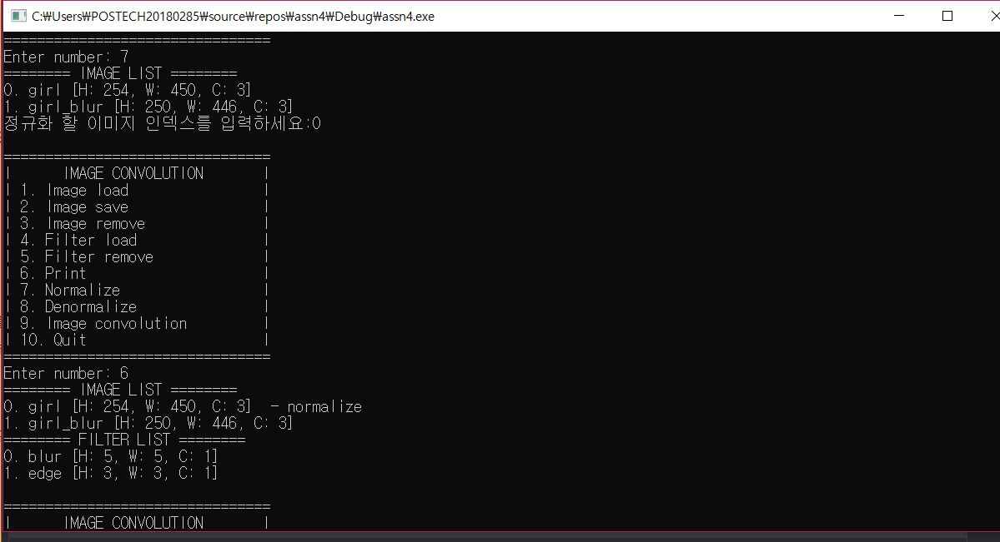 C:₩Users₩POSTECH20180285₩source₩repos₩assn4₩Debug₩assn4.exe
================================
Enter number: 7
======== IMAGE LIST ========
0. girl [H: 254, W: 450, C: 3]
1. girl_blur [H: 250, W: 446, C: 3]
정규화 할 이미지 인덱스를 입력하세요:0
================================
|      IMAGE CONVOLUTION       |
| 1. Image load                |
| 2. Image save                |
| 3. Image remove              |
| 4. Filter load               |
| 5. Filter remove             |
| 6. Print                     |
| 7. Normalize                 |
| 8. Denormalize               |
| 9. Image convolution         |
| 10. Quit                     |
================================
Enter number: 6
======== IMAGE LIST ========
0. girl [H: 254, W: 450, C: 3]  - normalize
1. girl_blur [H: 250, W: 446, C: 3]
======== FILTER LIST ========
0. blur [H: 5, W: 5, C: 1]
1. edge [H: 3, W: 3, C: 1]
================================
|      IMAGE CONVOLUTION       |